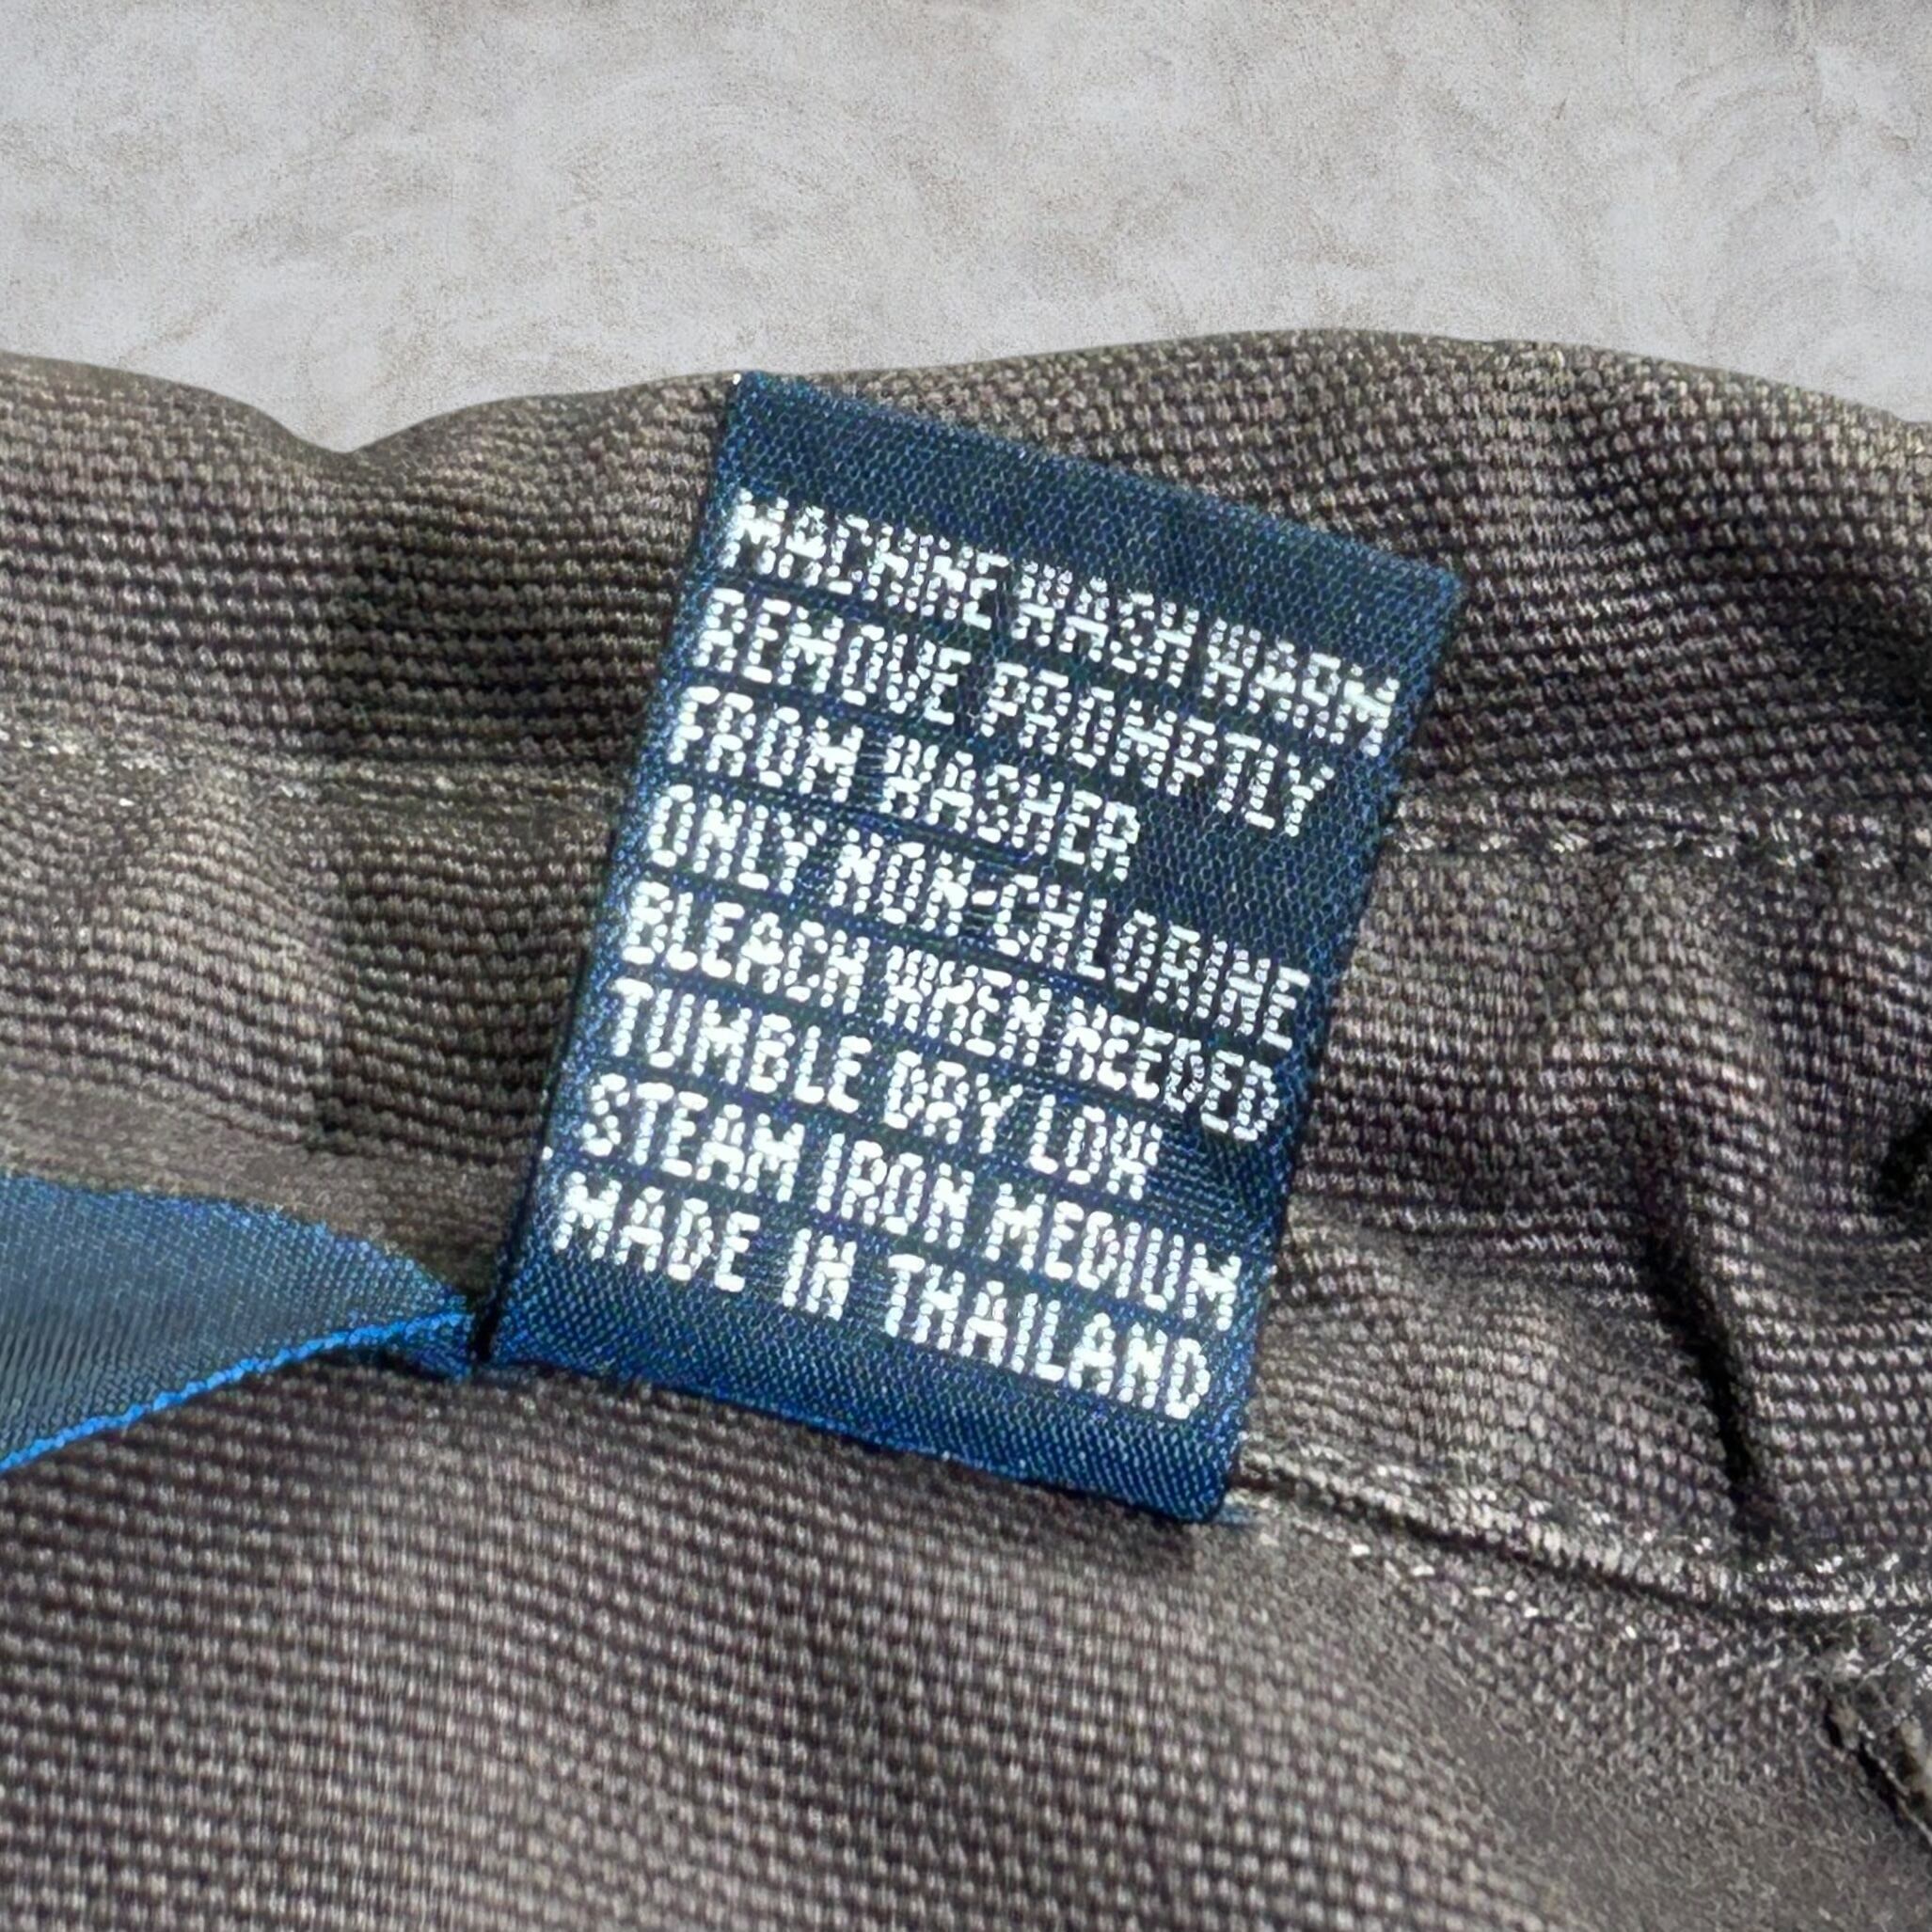 MACHINE WASH WARM
REMOVE PROMPTLY
FROM WASHER
ONLY NON-CHLORINE
BLEACH WHEN NEEDED
TUMBLE DRY LOW
STEAM IRON MEDIUM
MADE IN THAILAND